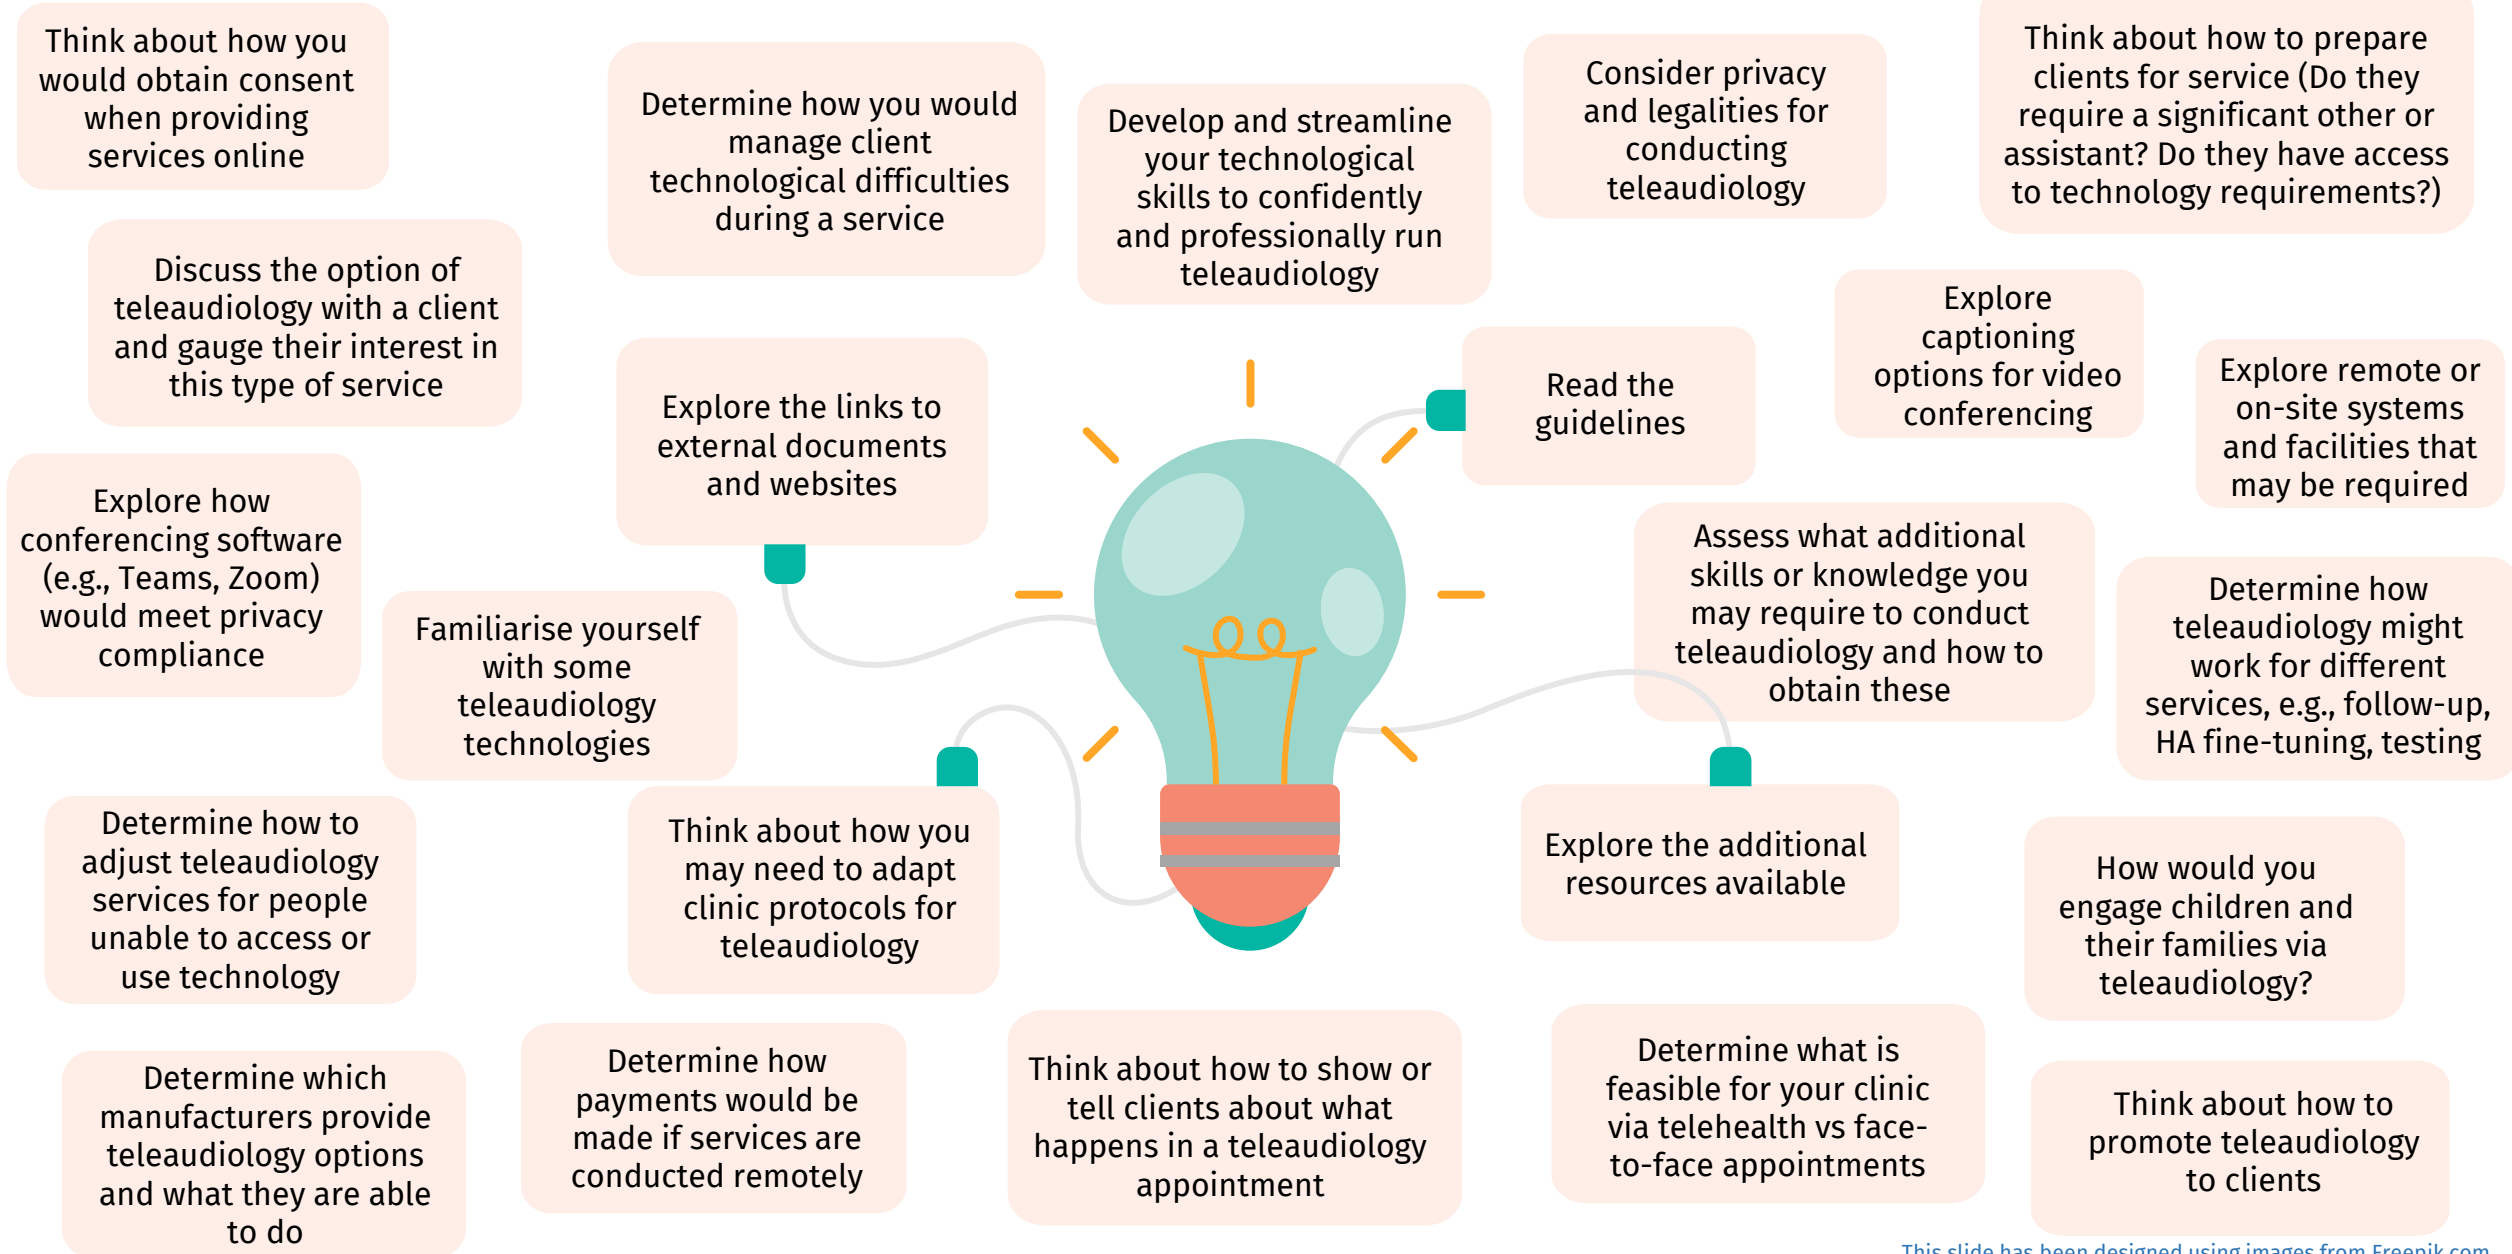 Think about how you
would obtain consent
when providing
services online
Determine how you would
manage client
technological difficulties
during a service
Develop and streamline
your technological
skills to confidently
and professionally run
teleaudiology
Consider privacy
and legalities for
conducting
teleaudiology
Think about how to prepare
clients for service (Do they
require a significant other or
assistant? Do they have access
to technology requirements?)
Discuss the option of
teleaudiology with a client
and gauge their interest in
this type of service
Explore the links to
external documents
and websites
Read the
guidelines
Explore
captioning
options for video
conferencing
Explore remote or
on-site systems
and facilities that
may be required
Explore how
conferencing software
(e.g., Teams, Zoom)
would meet privacy
compliance
Familiarise yourself
with some
teleaudiology
technologies
Assess what additional
skills or knowledge you
may require to conduct
teleaudiology and how to
obtain these
Determine how
teleaudiology might
work for different
services, e.g., follow-up,
HA fine-tuning, testing
Determine how to
adjust teleaudiology
services for people
unable to access or
use technology
Think about how you
may need to adapt
clinic protocols for
teleaudiology
Explore the additional
resources available
How would you
engage children and
their families via
teleaudiology?
Determine which
manufacturers provide
teleaudiology options
and what they are able
to do
Determine how
payments would be
made if services are
conducted remotely
Think about how to show or
tell clients about what
happens in a teleaudiology
appointment
Determine what is
feasible for your clinic
via telehealth vs face-
to-face appointments
Think about how to
promote teleaudiology
to clients
This slide has been designed using images from Freepik.com